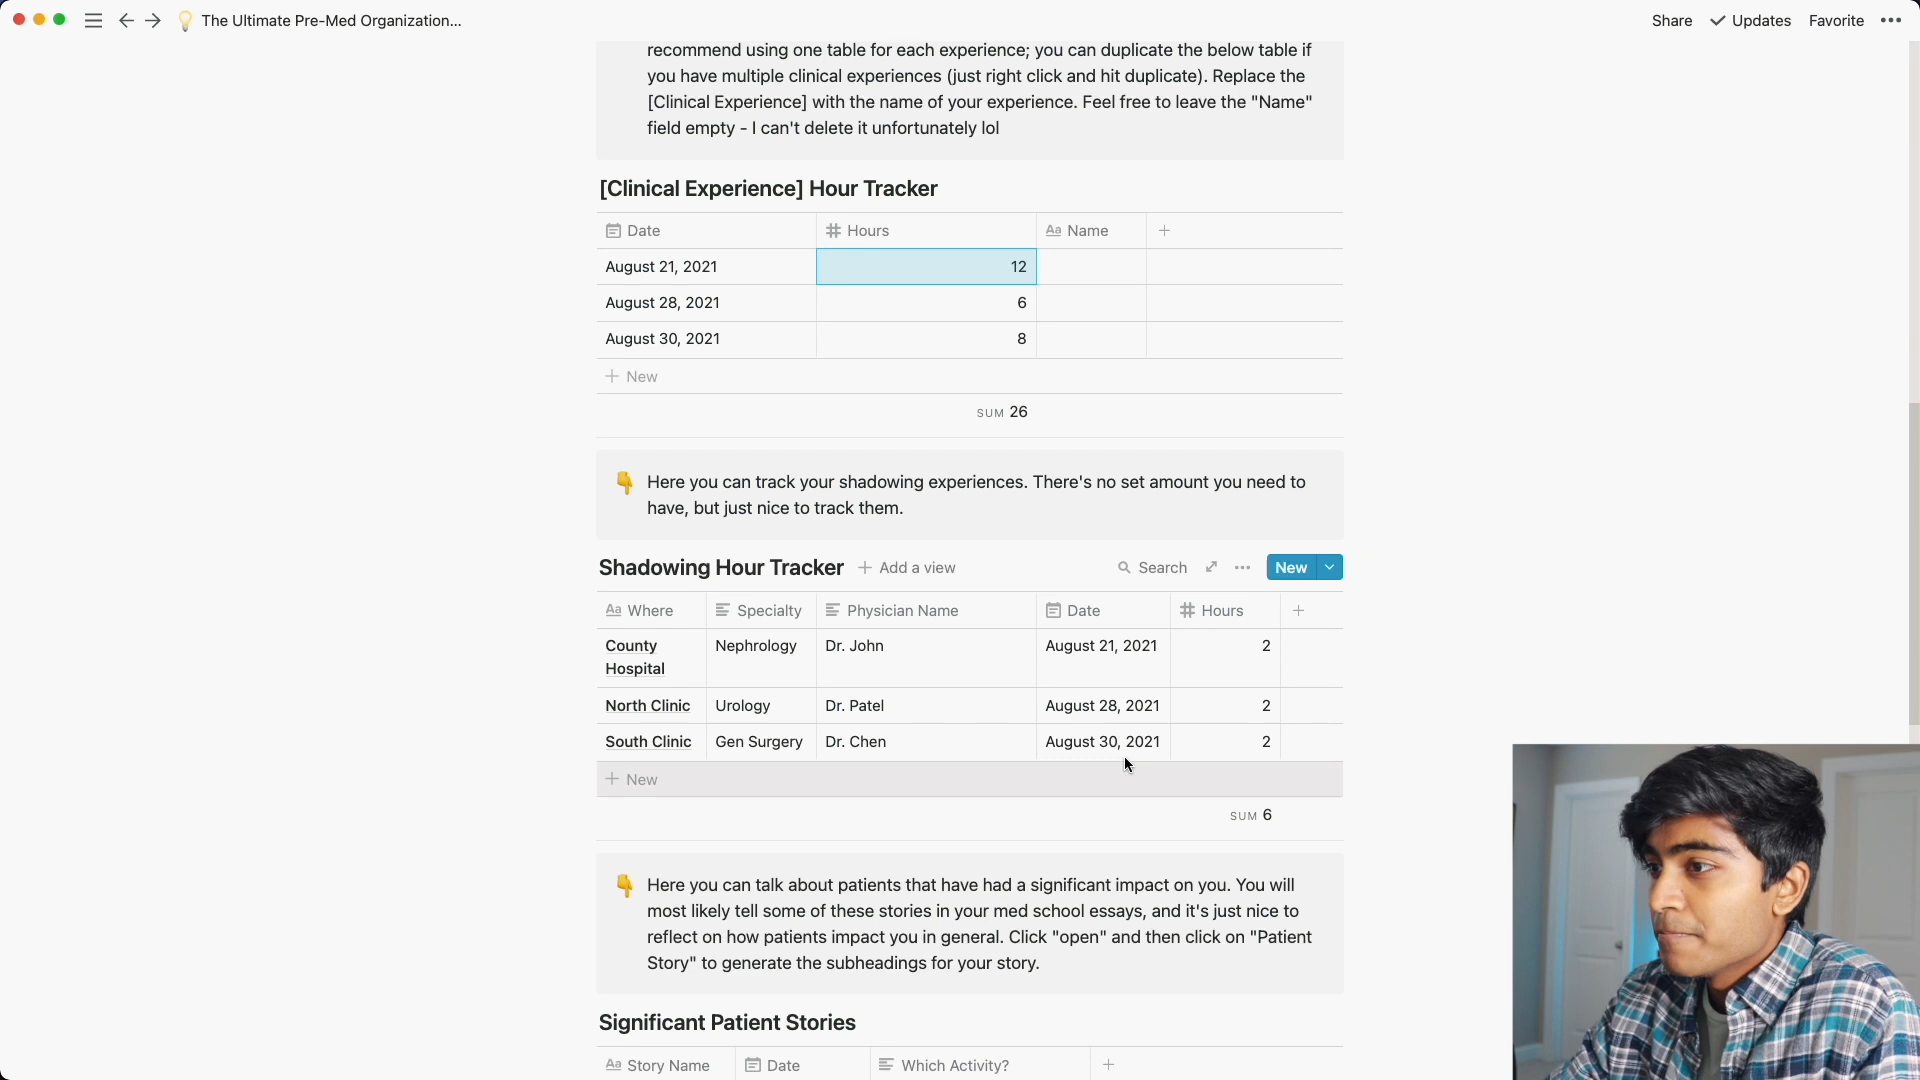 The Ultimate Pre-Med Organization...
Share
Updates
Favorite
recommend using one table for each experience; you can duplicate the below table if
you have multiple clinical experiences (just right click and hit duplicate). Replace the
[Clinical Experience] with the name of your experience. Feel free to leave the "Name"
field empty - I can't delete it unfortunately lol
[Clinical Experience] Hour Tracker
Date Hours Aa Name
August 21, 2021 12
August 28, 2021 6
August 30, 2021 8
+ New
SUM 26
Here you can track your shadowing experiences. There's no set amount you need to
have, but just nice to track them.
Shadowing Hour Tracker + Add a view Search New
Aa Where Specialty Physician Name Date Hours
County Hospital Nephrology Dr. John August 21, 2021 2
North Clinic Urology Dr. Patel August 28, 2021 2
South Clinic Gen Surgery Dr. Chen August 30, 2021 2
+ New
SUM 6
Here you can talk about patients that have had a significant impact on you. You will
most likely tell some of these stories in your med school essays, and it's just nice to
reflect on how patients impact you in general. Click "open" and then click on "Patient
Story" to generate the subheadings for your story.
Significant Patient Stories
Aa Story Name Date Which Activity?